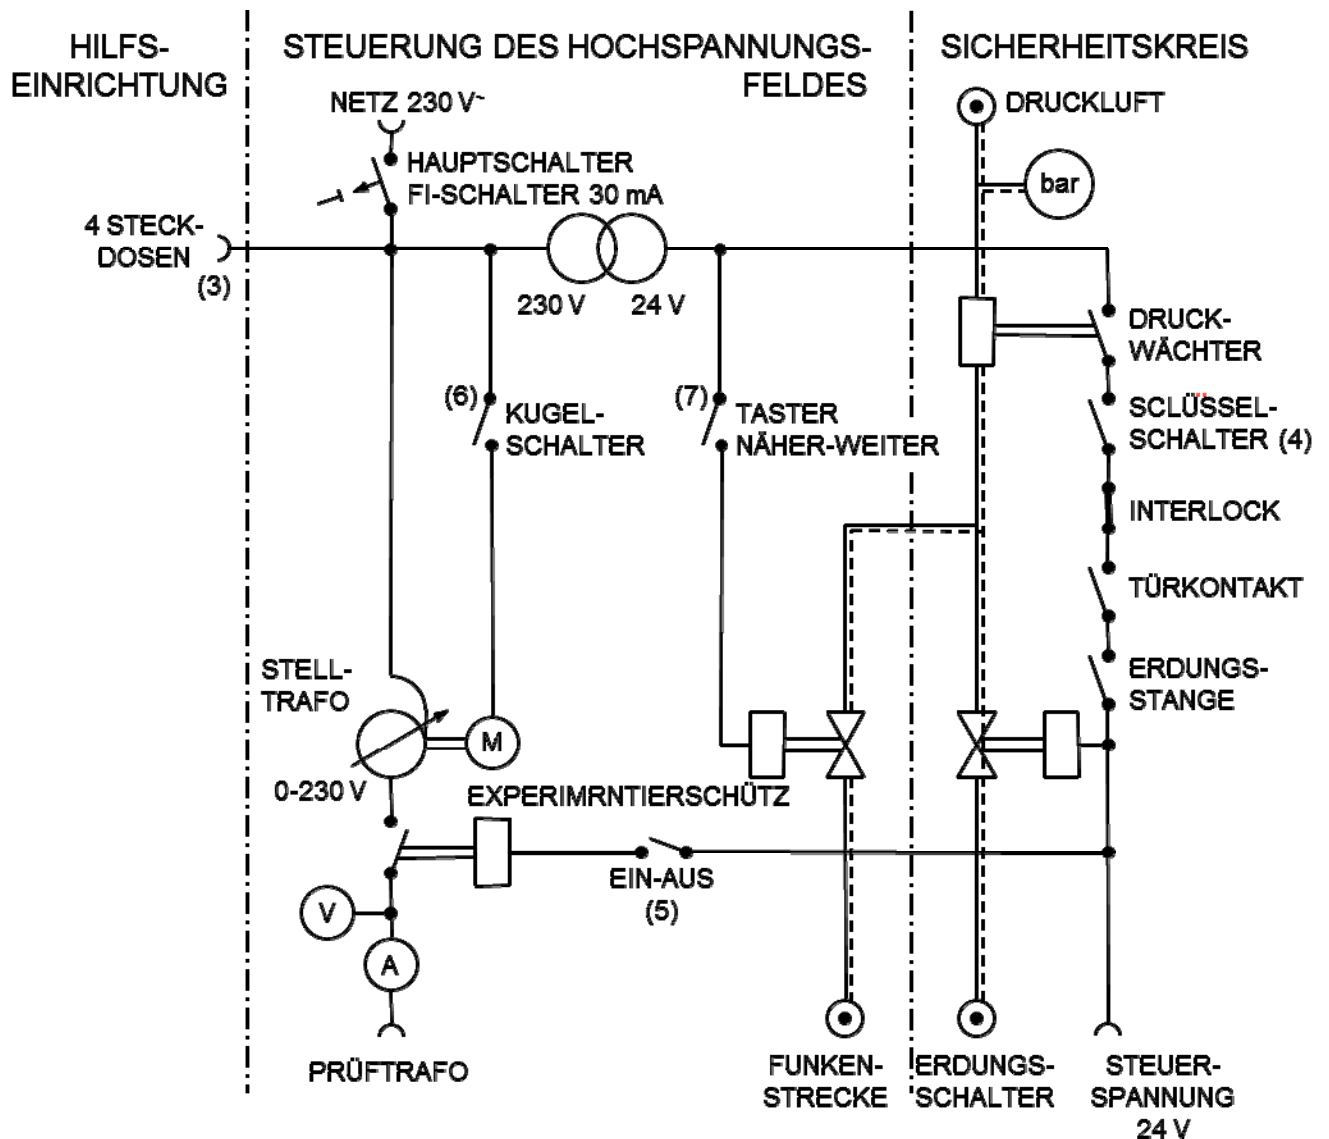 HILFS-
EINRICHTUNG
STEUERUNG DES HOCHSPANNUNGS-
FELDES
SICHERHEITSKREIS
NETZ 230 V~
DRUCKLUFT
HAUPTSCHALTER
FI-SCHALTER 30 mA
bar
4 STECK-
DOSEN
(3)
230 V
24 V
DRUCK-
WÄCHTER
(6)
KUGEL-
SCHALTER
(7)
TASTER
NÄHER-WEITER
SCLÜSSEL-
SCHALTER (4)
INTERLOCK
TÜRKONTAKT
STELL-
TRAFO
ERDUNGS-
STANGE
M
0-230 V
EXPERIMRNTIERSCHÜTZ
EIN-AUS
(5)
V
A
PRÜFTRAFO
FUNKEN-
STRECKE
ERDUNGS-
SCHALTER
STEUER-
SPANNUNG
24 V